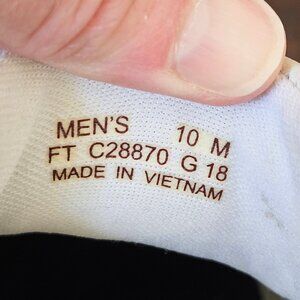 MEN'S 10 M
FT C28870 G 18
MADE IN VIETNAM